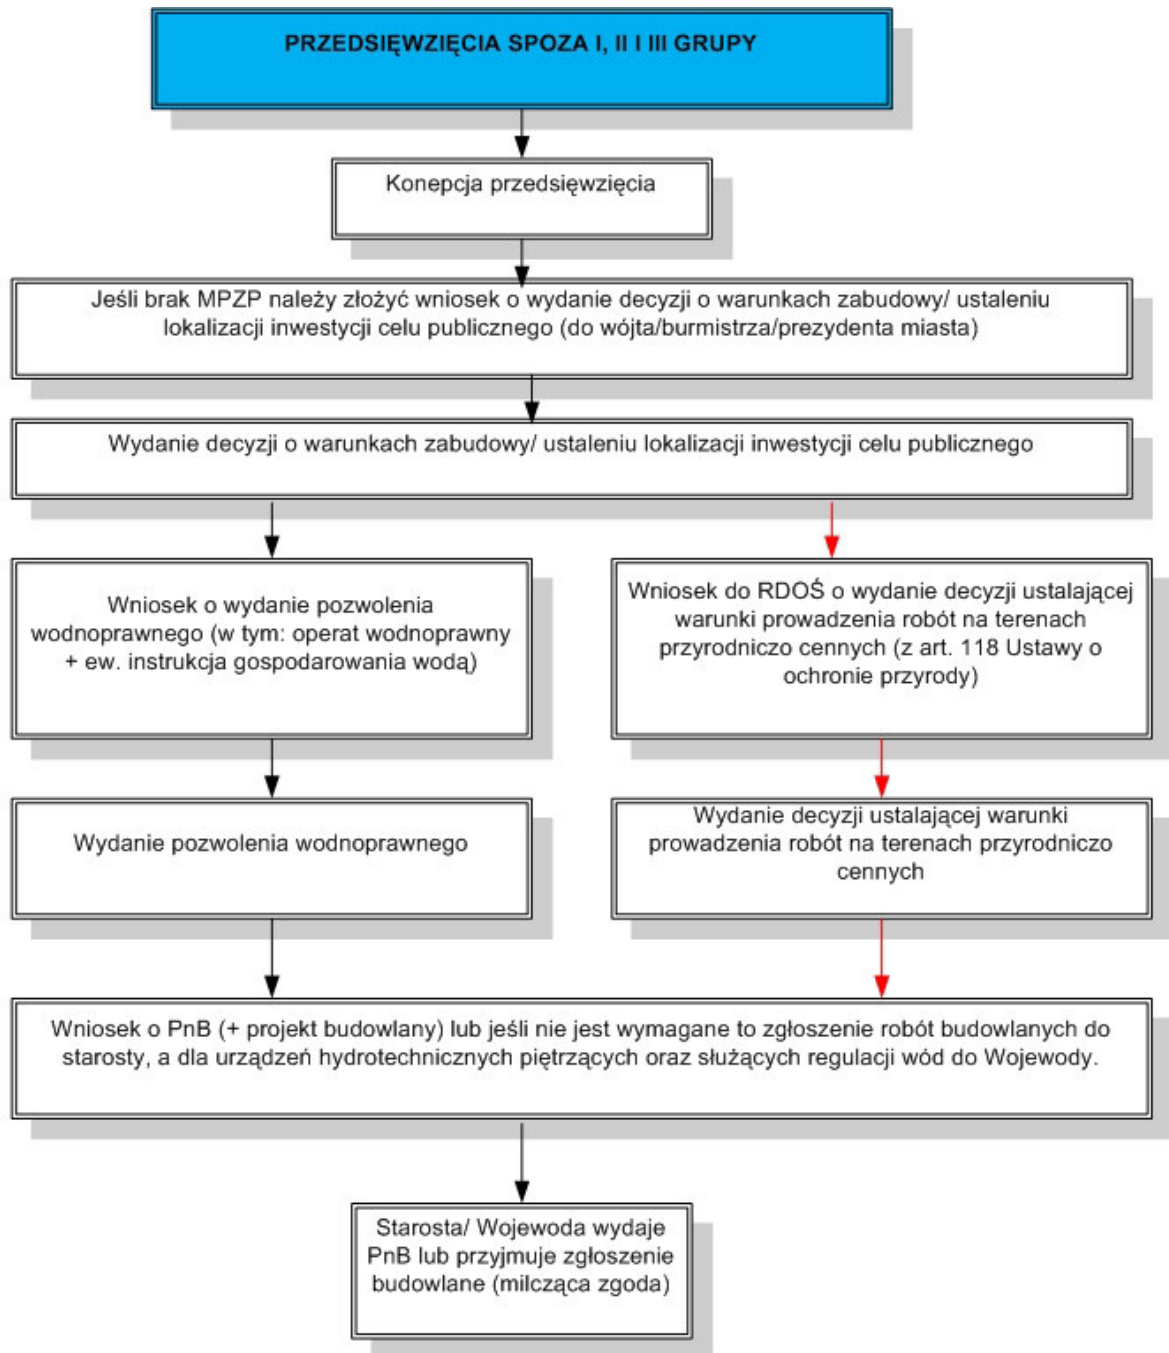 PRZEDSIĘWZIĘCIA SPOZA I, II I III GRUPY
Konepcja przedsięwzięcia
Jeśli brak MPZP należy złożyć wniosek o wydanie decyzji o warunkach zabudowy/ ustaleniu
lokalizacji inwestycji celu publicznego (do wójta/burmistrza/prezydenta miasta)
Wydanie decyzji o warunkach zabudowy/ ustaleniu lokalizacji inwestycji celu publicznego
Wniosek o wydanie pozwolenia
wodnoprawnego (w tym: operat wodnoprawny
+ ew. instrukcja gospodarowania wodą)
Wniosek do RDOŚ o wydanie decyzji ustalającej
warunki prowadzenia robót na terenach
przyrodniczo cennych (z art. 118 Ustawy o
ochronie przyrody)
Wydanie pozwolenia wodnoprawnego
Wydanie decyzji ustalającej warunki
prowadzenia robót na terenach przyrodniczo
cennych
Wniosek o PnB (+ projekt budowlany) lub jeśli nie jest wymagane to zgłoszenie robót budowlanych do
starosty, a dla urządzeń hydrotechnicznych piętrzących oraz służących regulacji wód do Wojewody.
Starosta/ Wojewoda wydaje
PnB lub przyjmuje zgłoszenie
budowlane (milcząca zgoda)